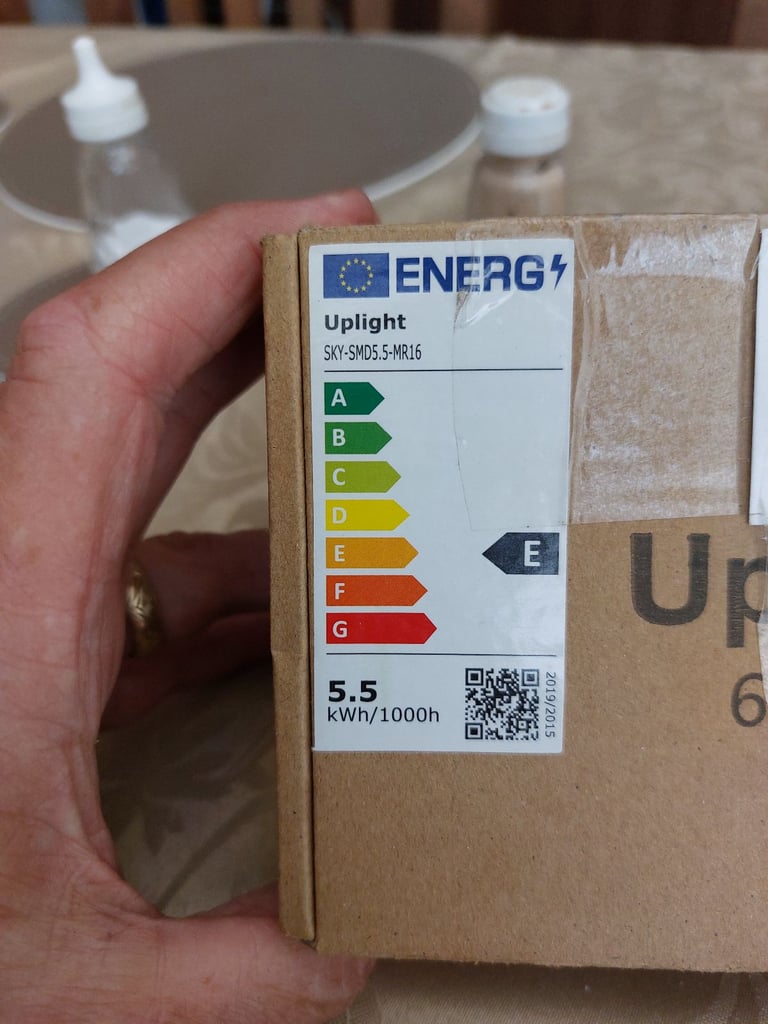 ENERG
Uplight
SKY-SMD5.5-MR16
A
B
C
D
E
E
F
G
5.5
kWh/1000h
2019/2015
Up
6